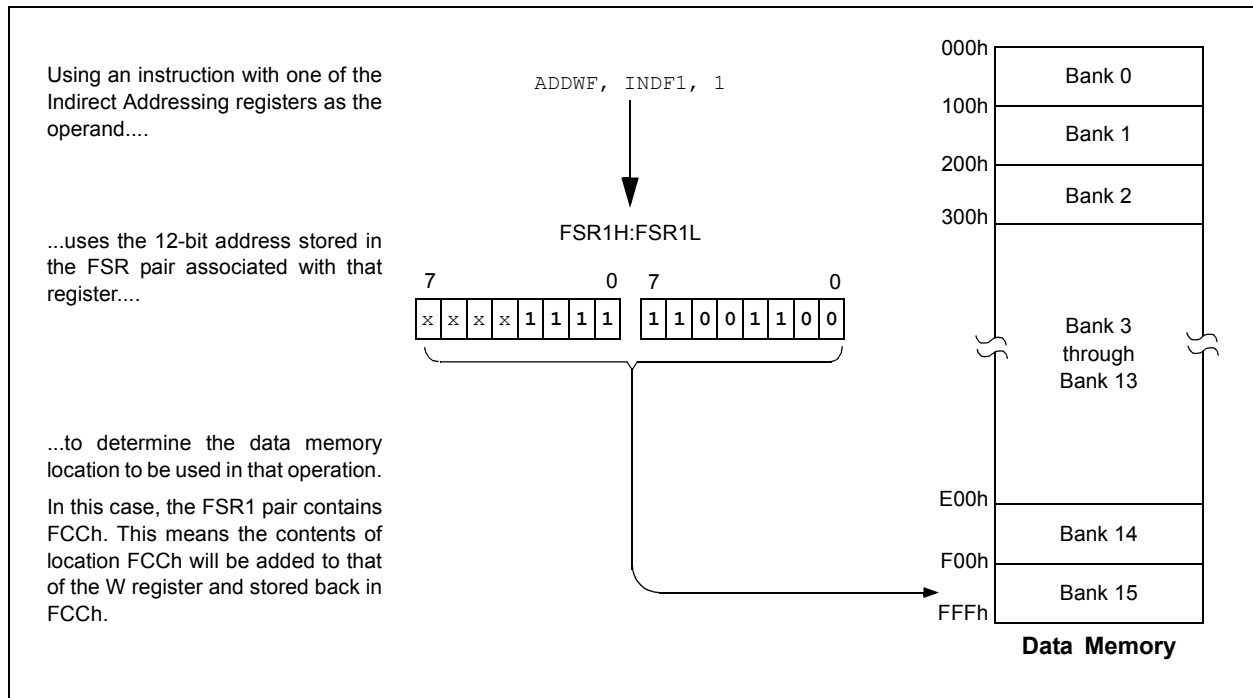 Using an instruction with one of the
Indirect Addressing registers as the
operand....
ADDWF, INDF1, 1
...uses the 12-bit address stored in
the FSR pair associated with that
register....
FSR1H:FSR1L
7 0 7 0
x x x x 1 1 1 1 1 1 0 0 1 1 0 0
...to determine the data memory
location to be used in that operation.
In this case, the FSR1 pair contains
FCCh. This means the contents of
location FCCh will be added to that
of the W register and stored back in
FCCh.
000h
Bank 0
100h
Bank 1
200h
Bank 2
300h
Bank 3
through
Bank 13
E00h
Bank 14
F00h
Bank 15
FFFh
Data Memory